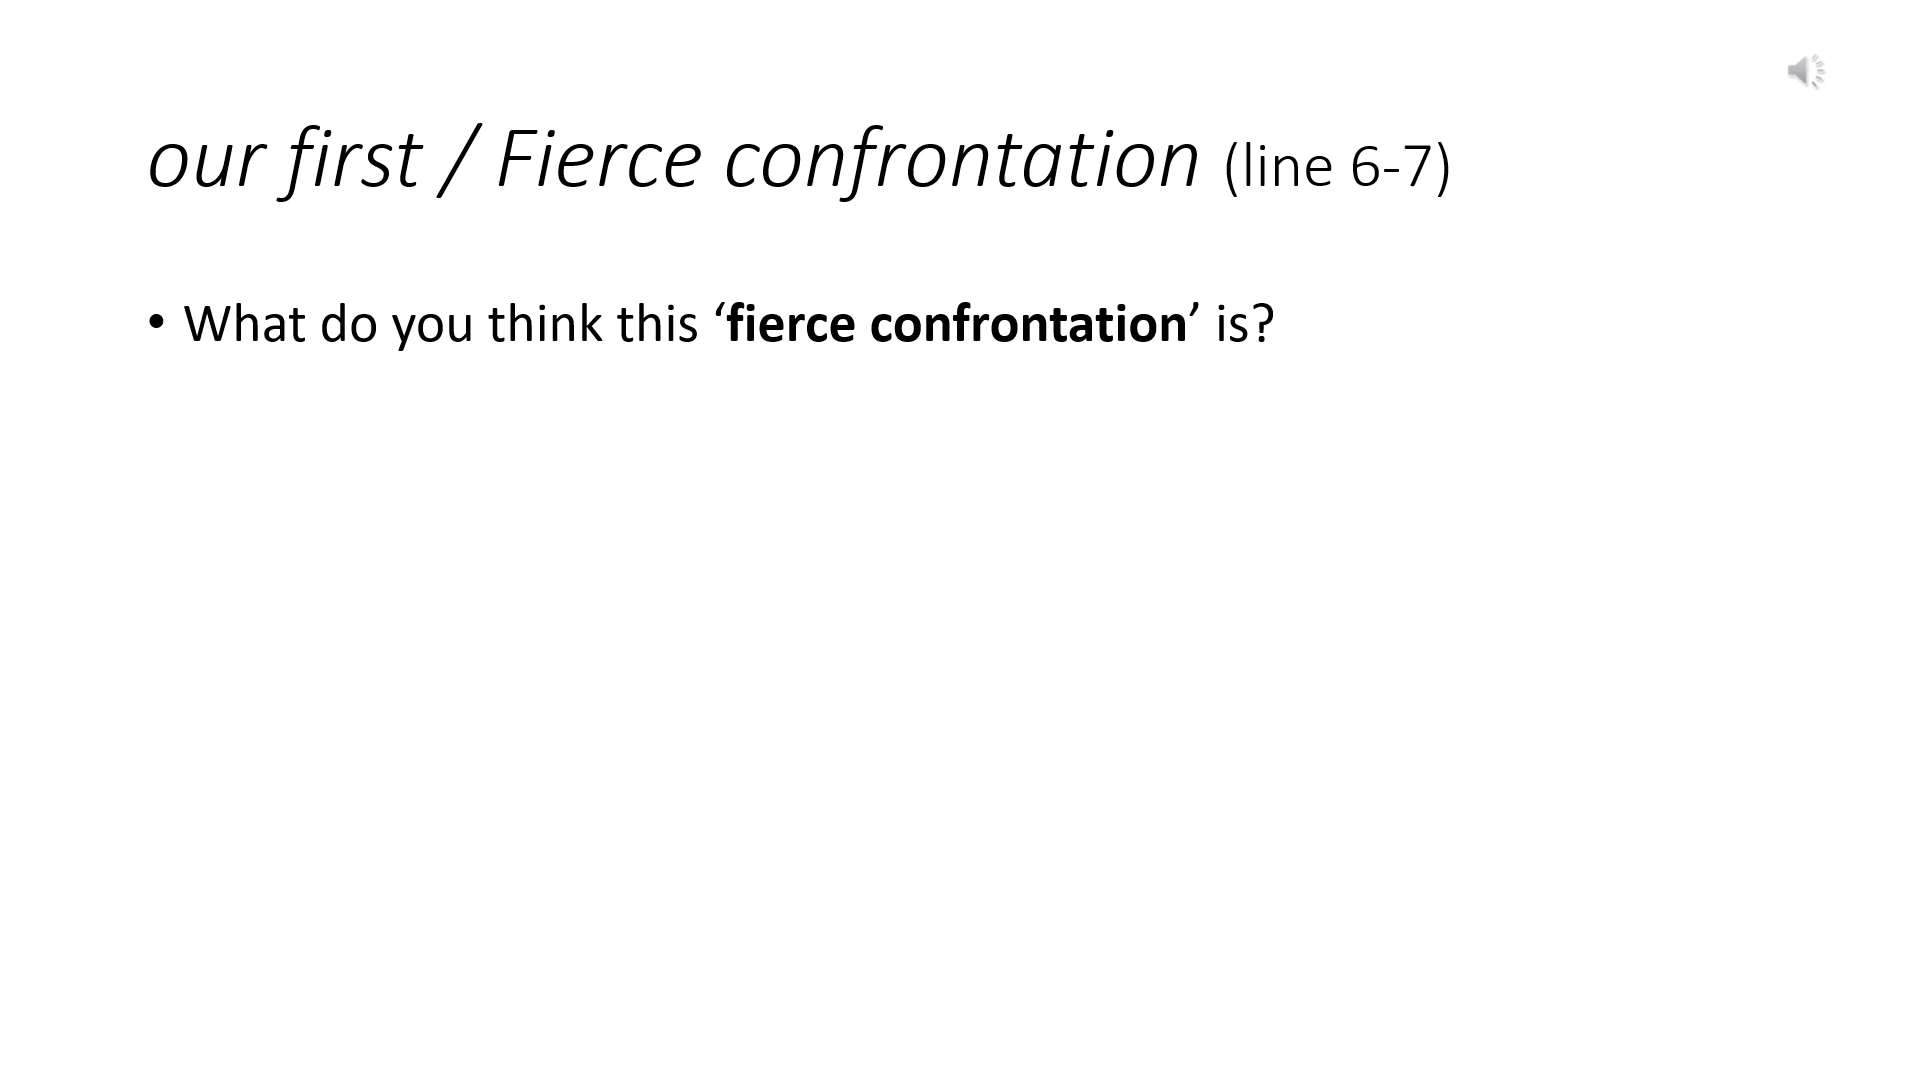 our first / Fierce confrontation (line 6-7)
• What do you think this ‘fierce confrontation’ is?